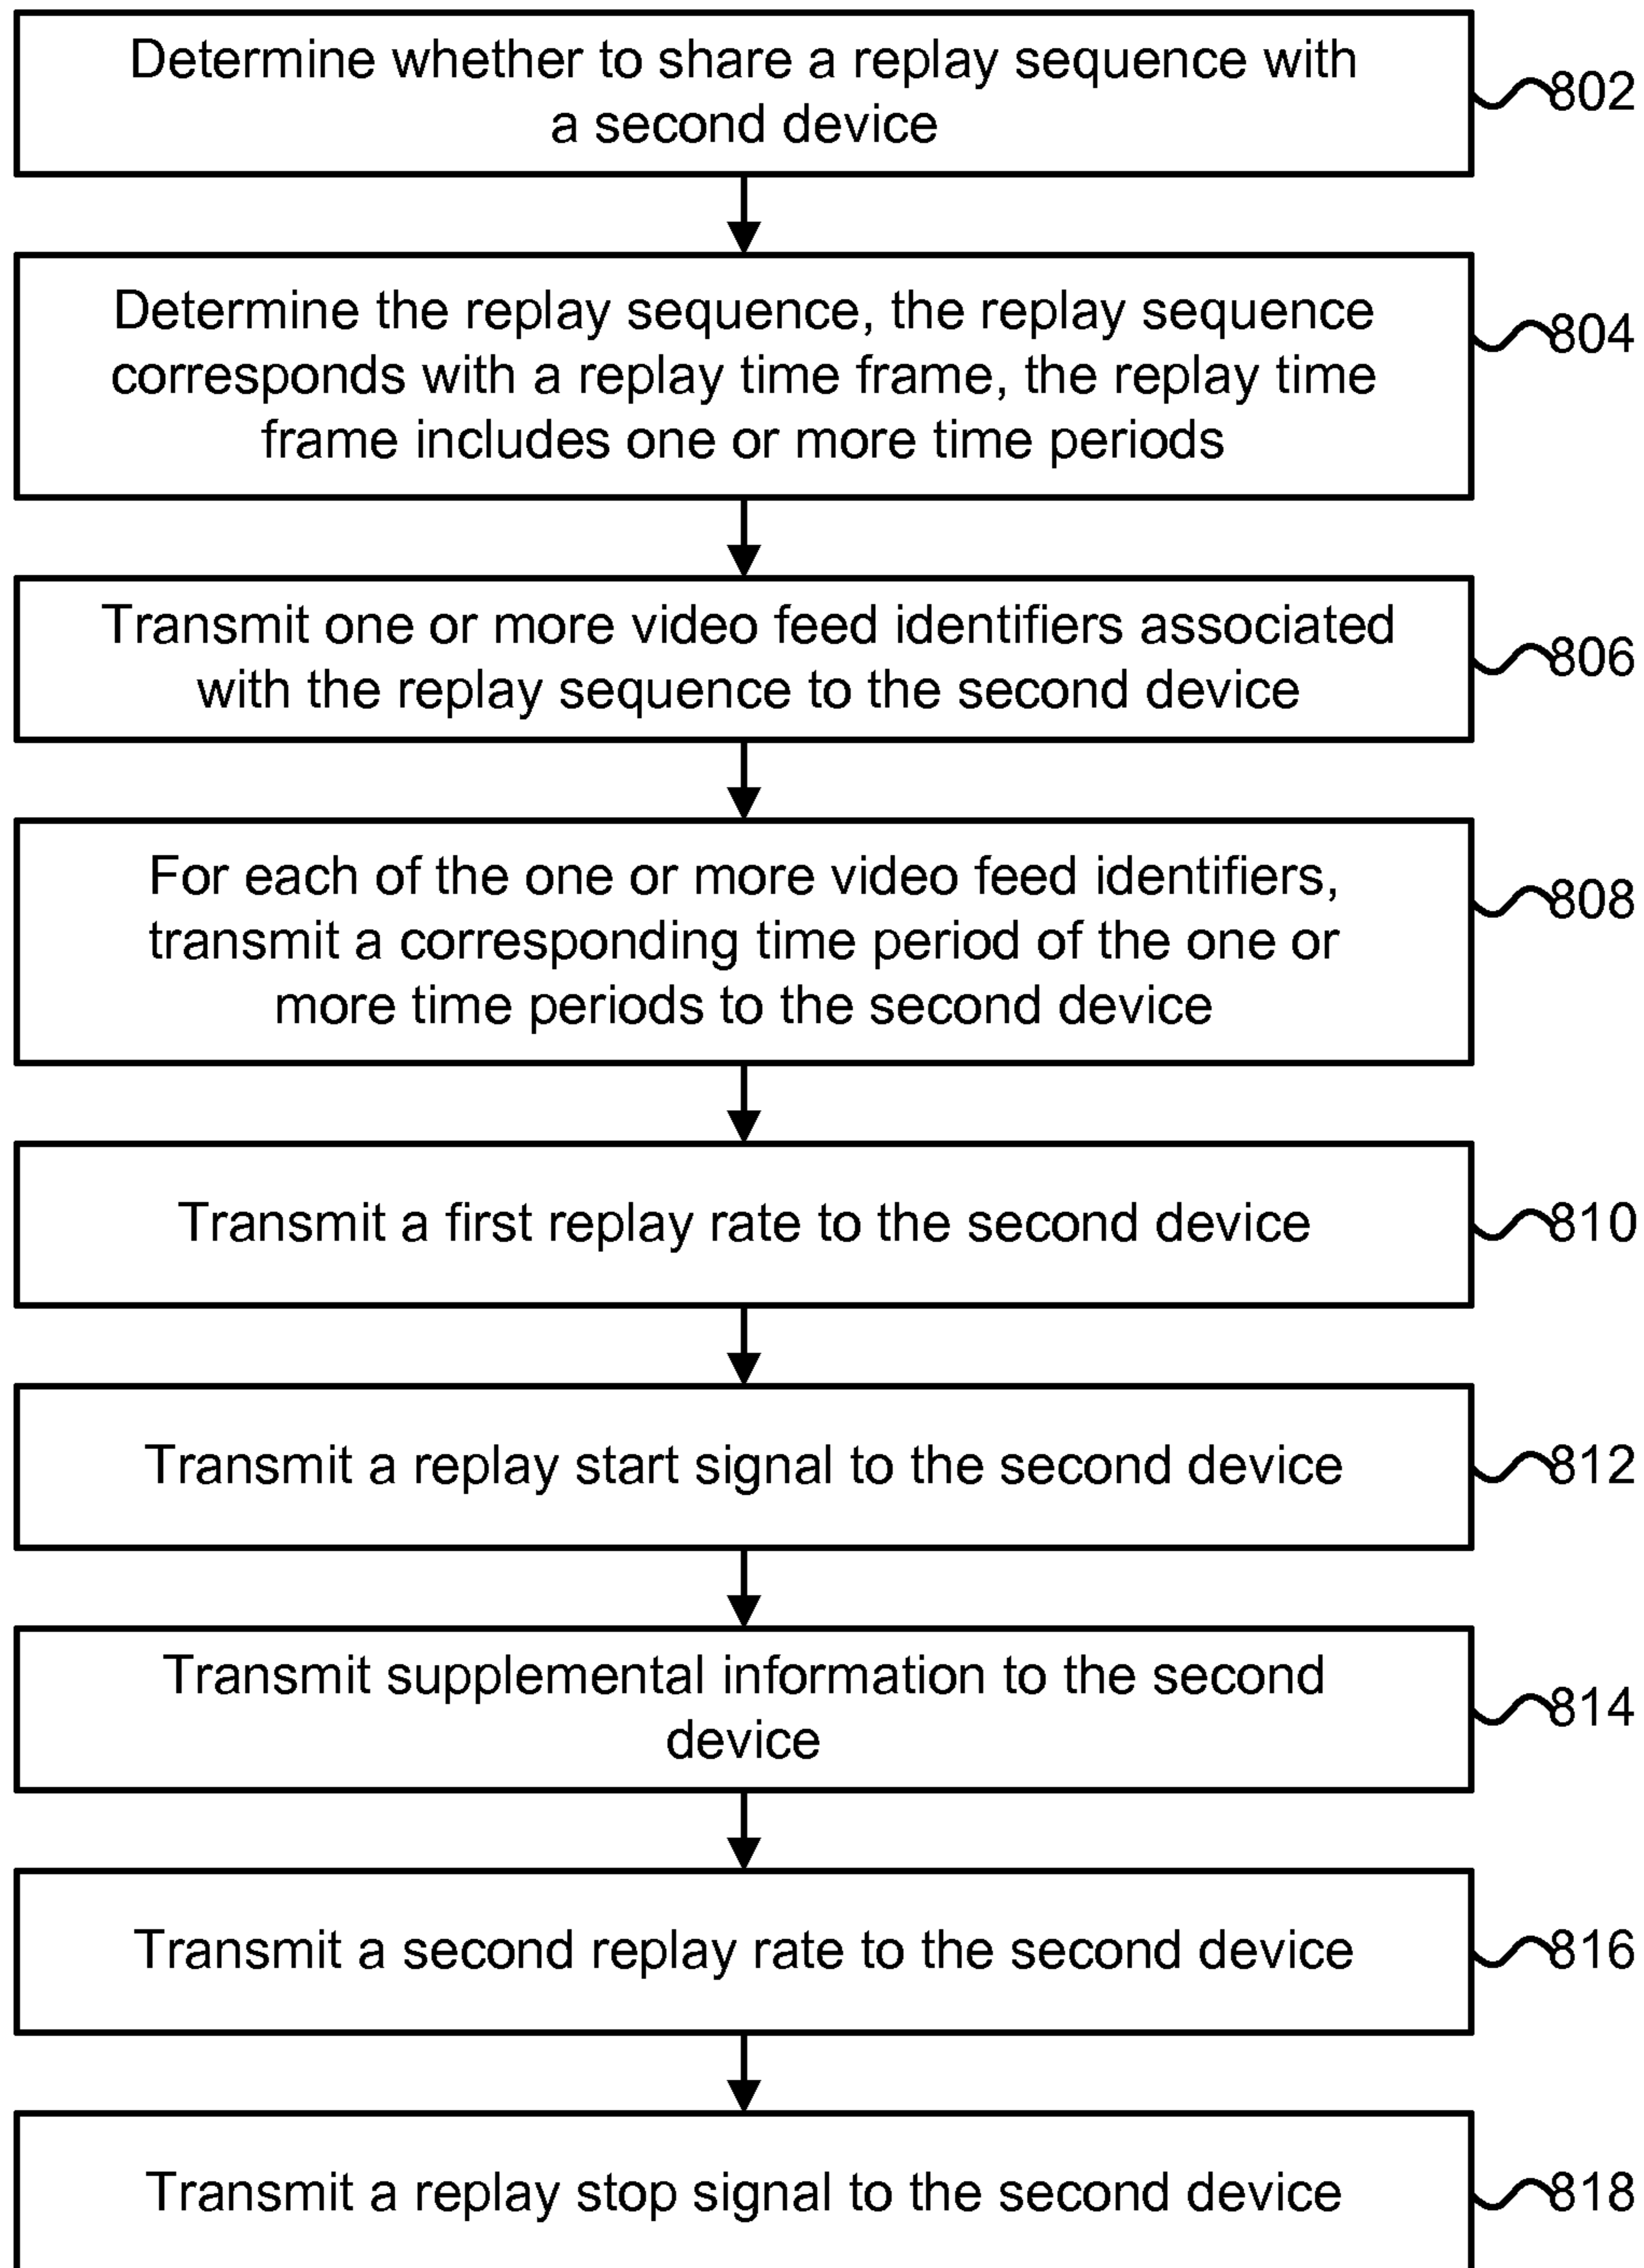 Determine whether to share a replay sequence with
a second device
802
Determine the replay sequence, the replay sequence
corresponds with a replay time frame, the replay time
frame includes one or more time periods
804
Transmit one or more video feed identifiers associated
with the replay sequence to the second device
806
For each of the one or more video feed identifiers,
transmit a corresponding time period of the one or
more time periods to the second device
808
Transmit a first replay rate to the second device
810
Transmit a replay start signal to the second device
812
Transmit supplemental information to the second
device
814
Transmit a second replay rate to the second device
816
Transmit a replay stop signal to the second device
818